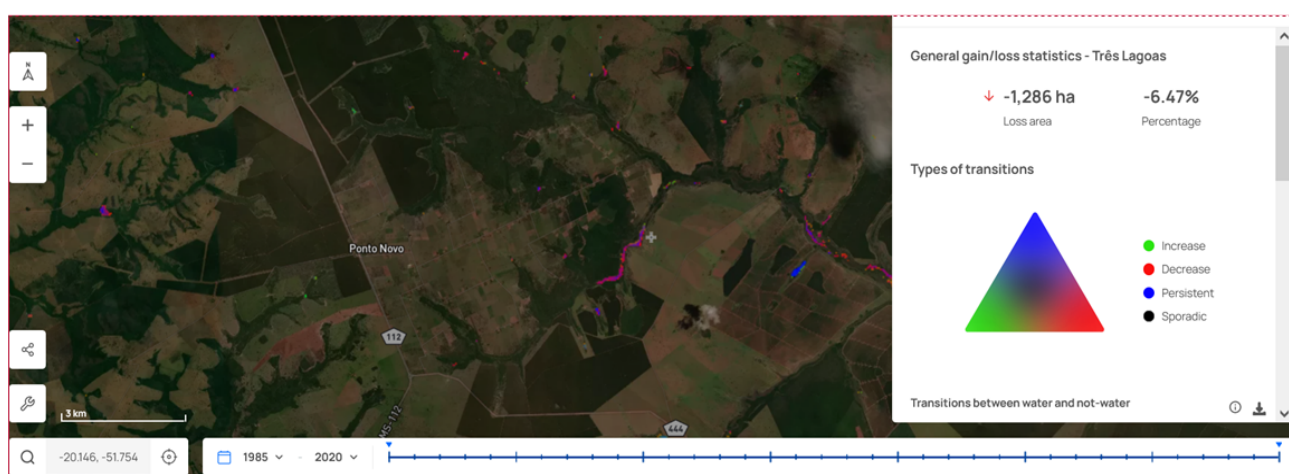 N
+
−
Ponto Novo
112
MS-112
444
3 km
-20.146, -51.754
1985 - 2020
General gain/loss statistics - Três Lagoas
↓ -1,286 ha -6.47%
Loss area Percentage
Types of transitions
Increase
Decrease
Persistent
Sporadic
Transitions between water and not-water